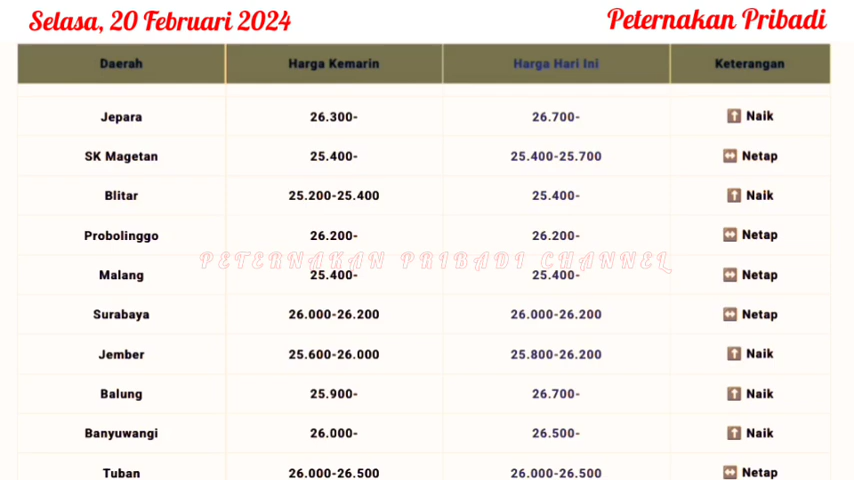 Selasa, 20 Februari 2024 Peternakan Pribadi
Daerah Harga Kemarin Harga Hari Ini Keterangan
Jepara 26.300- 26.700- Naik
SK Magetan 25.400- 25.400-25.700 Netap
Blitar 25.200-25.400 25.400- Naik
Probolinggo 26.200- 26.200- Netap
PETERNAKAN PRIBADI CHANNEL
Malang 25.400- 25.400- Netap
Surabaya 26.000-26.200 26.000-26.200 Netap
Jember 25.600-26.000 25.800-26.200 Naik
Balung 25.900- 26.700- Naik
Banyuwangi 26.000- 26.500- Naik
Tuban 26.000-26.500 26.000-26.500 Netap